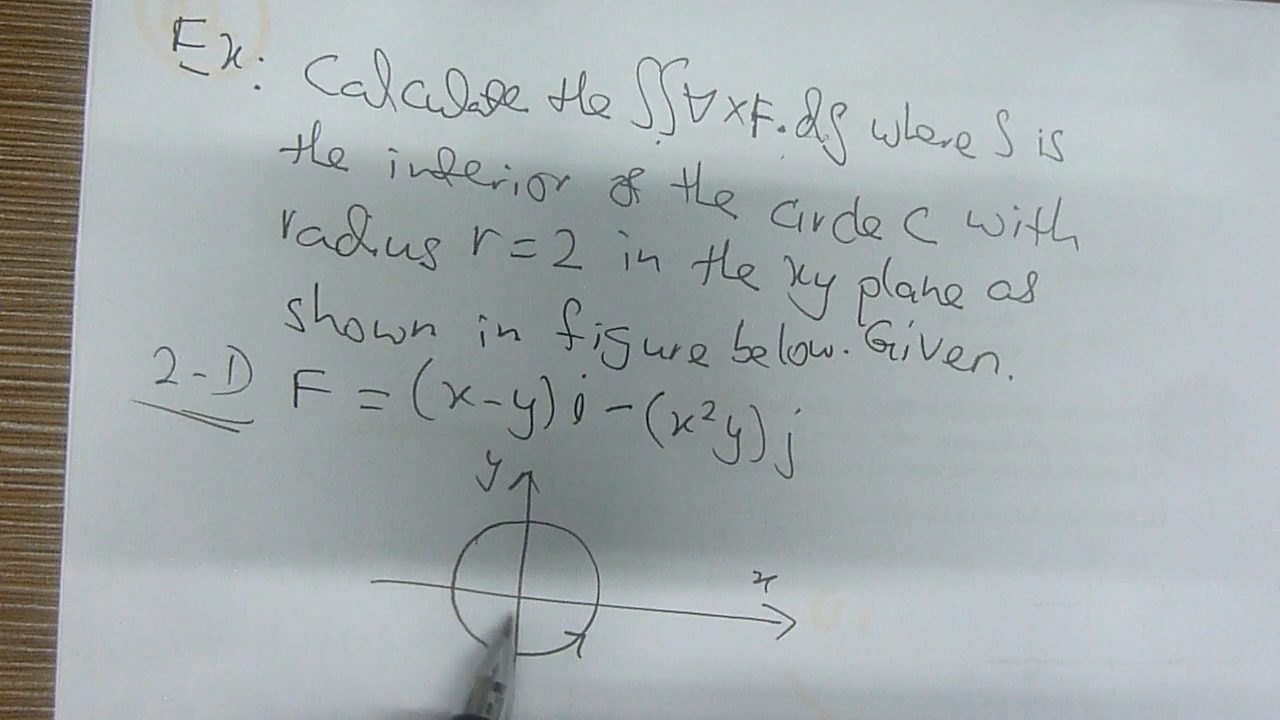 Ex: Calculate the ∬∇×F.dS where S is
the interior of the circle C with
radius r=2 in the xy plane as
shown in figure below. Given.
2-D F = (x-y)i - (x²y)j
y
x